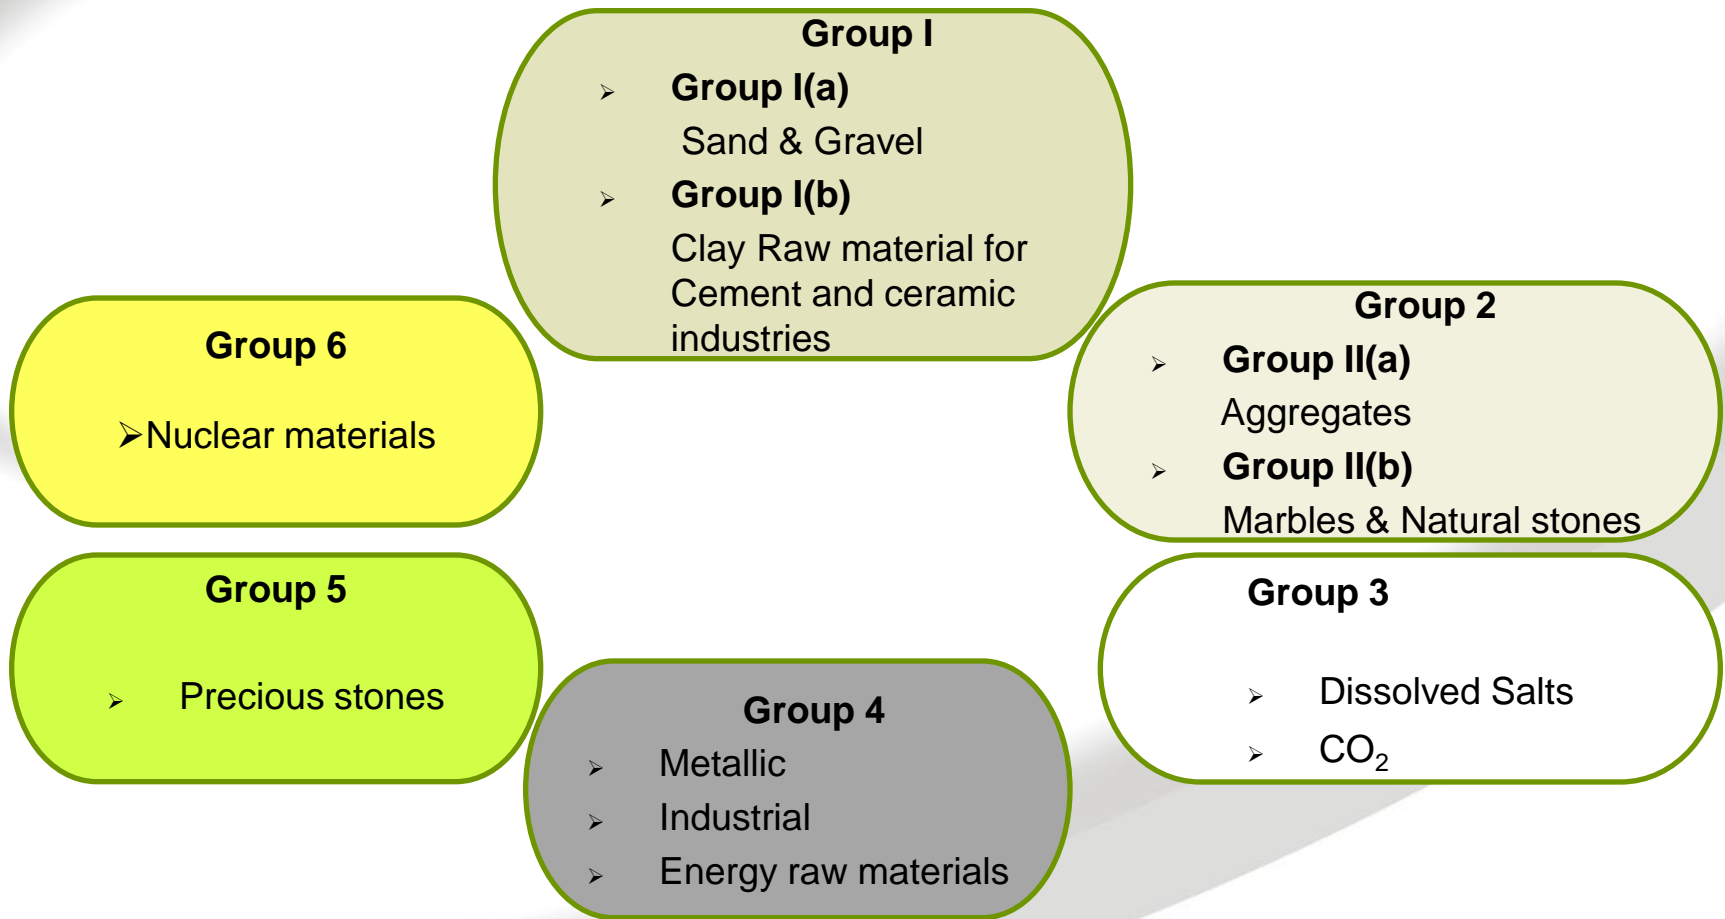 Group I
➢ Group I(a)
Sand & Gravel
➢ Group I(b)
Clay Raw material for
Cement and ceramic
industries
Group 2
➢ Group II(a)
Aggregates
➢ Group II(b)
Marbles & Natural stones
Group 3
➢ Dissolved Salts
➢ CO₂
Group 4
➢ Metallic
➢ Industrial
➢ Energy raw materials
Group 5
➢ Precious stones
Group 6
➢Nuclear materials